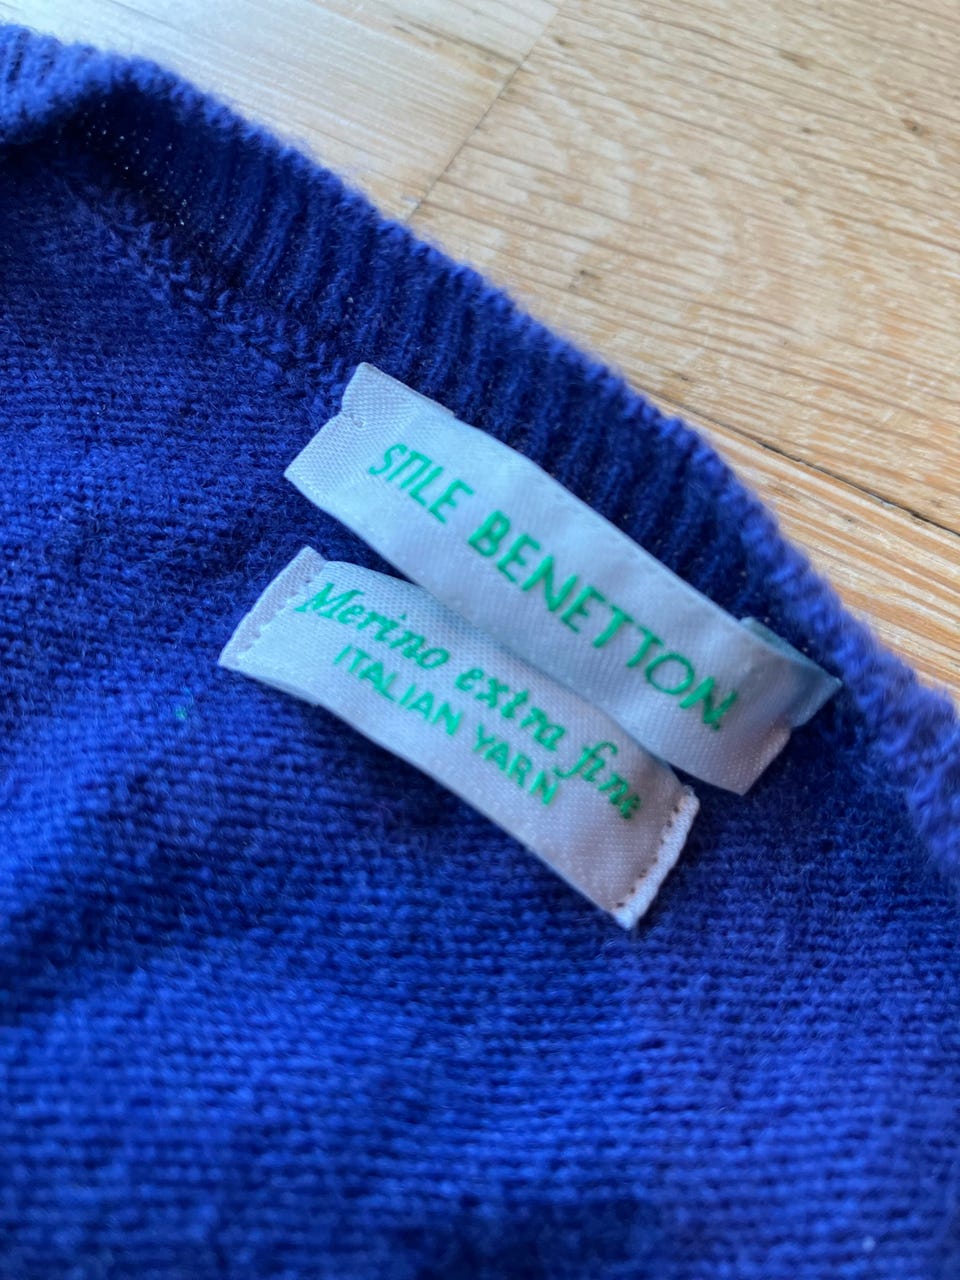 STILE BENETTON
Merino extra fine
ITALIAN YARN